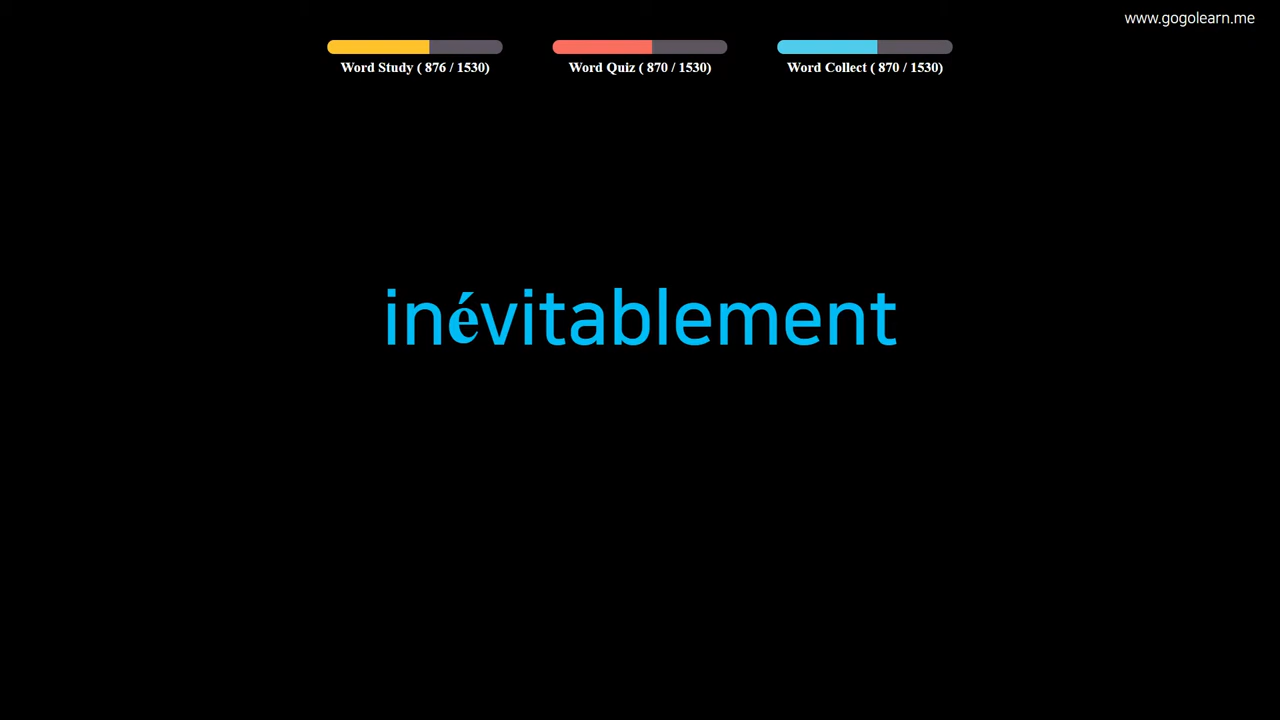 www.gogolearn.me
Word Study ( 876 / 1530)
Word Quiz ( 870 / 1530)
Word Collect ( 870 / 1530)
inévitablement